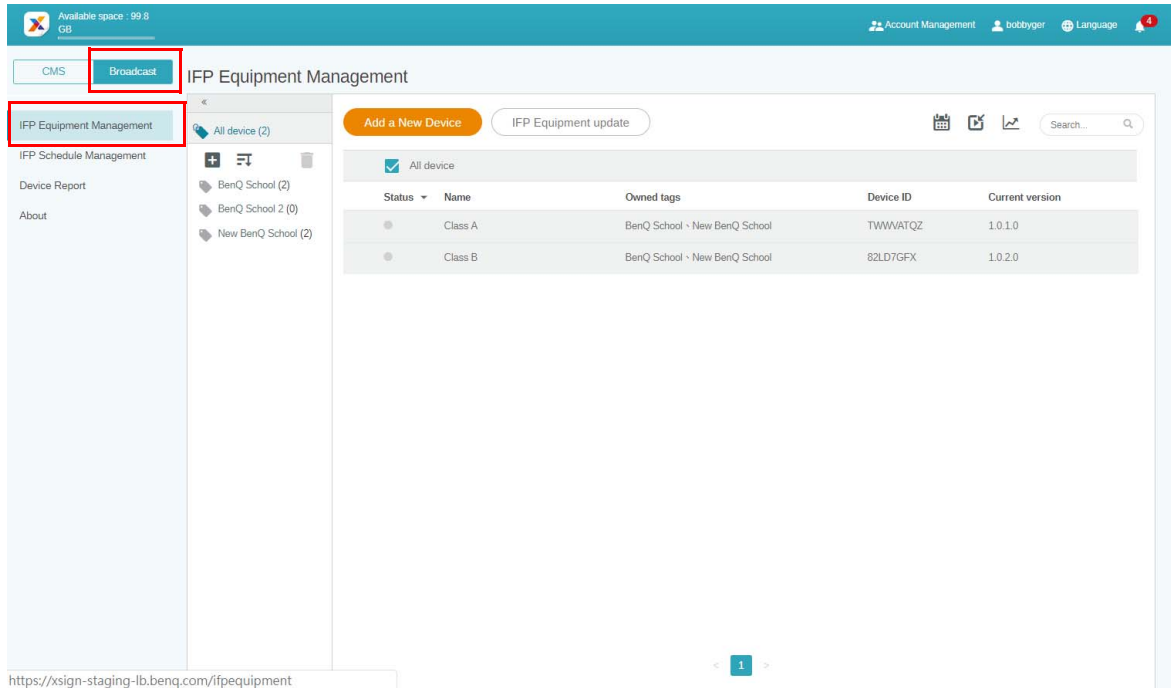 Available space : 99.8
GB
Account Management
bobbyger
Language
4
CMS
Broadcast
IFP Equipment Management
IFP Equipment Management
IFP Schedule Management
Device Report
About
«
All device (2)
BenQ School (2)
BenQ School 2 (0)
New BenQ School (2)
Add a New Device
IFP Equipment update
Search...
All device
Status Name Owned tags Device ID Current version
Class A BenQ School、New BenQ School TWWVATQZ 1.0.1.0
Class B BenQ School、New BenQ School 82LD7GFX 1.0.2.0
< 1 >
https://xsign-staging-lb.benq.com/ifpequipment